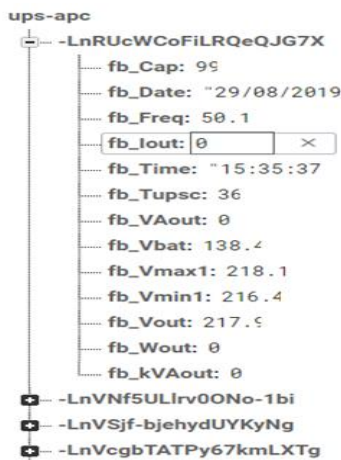 ups-apc
-LnRUcWCoFiLRQeQJG7X
fb_Cap: 99
fb_Date: "29/08/2019
fb_Freq: 50.1
fb_Iout: 0 ×
fb_Time: "15:35:37
fb_Tupsc: 36
fb_VAout: 0
fb_Vbat: 138.4
fb_Vmax1: 218.1
fb_Vmin1: 216.4
fb_Vout: 217.9
fb_Wout: 0
fb_kVAout: 0
-LnVNf5ULlrv0ONo-1bi
-LnVSjf-bjehydUYKyNg
-LnVcgbTATPy67kmLXTg